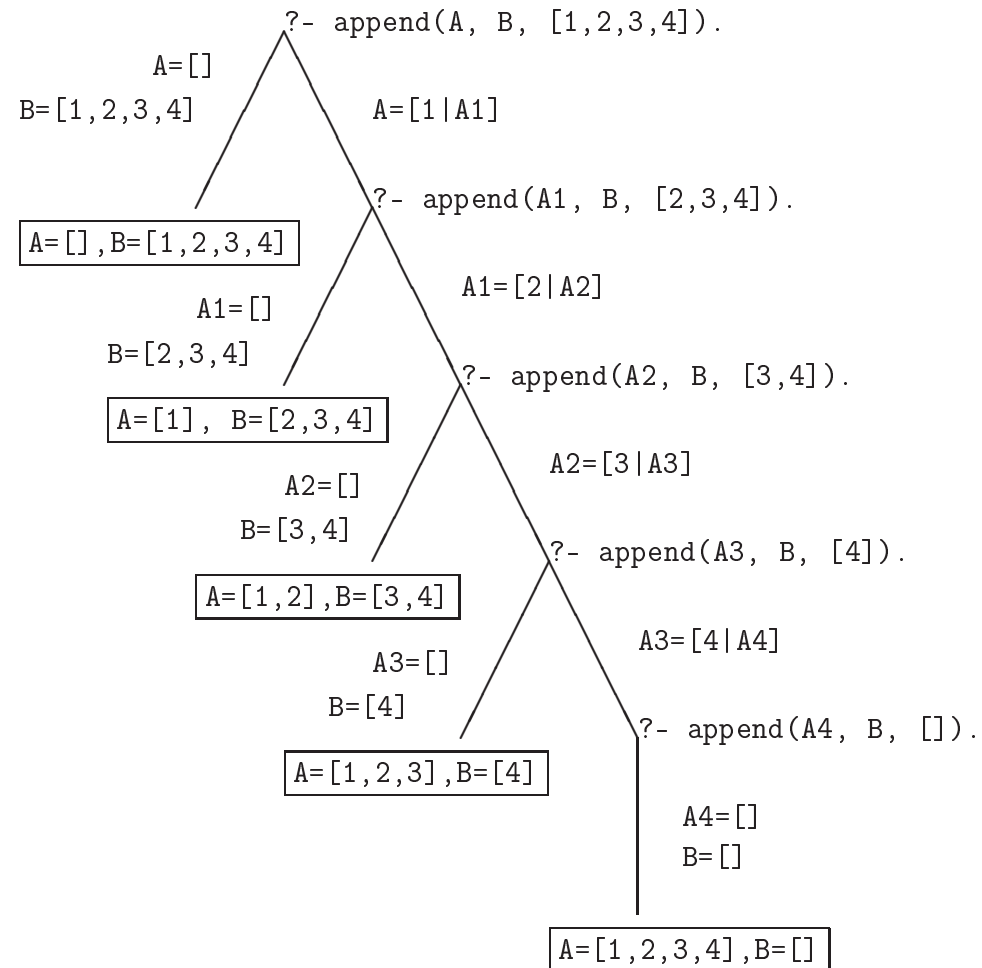 ?- append(A, B, [1,2,3,4]).
A=[]
B=[1,2,3,4]
A=[1|A1]
?- append(A1, B, [2,3,4]).
A=[],B=[1,2,3,4]
A1=[2|A2]
A1=[]
B=[2,3,4]
?- append(A2, B, [3,4]).
A=[1], B=[2,3,4]
A2=[3|A3]
A2=[]
B=[3,4]
?- append(A3, B, [4]).
A=[1,2],B=[3,4]
A3=[4|A4]
A3=[]
B=[4]
?- append(A4, B, []).
A=[1,2,3],B=[4]
A4=[]
B=[]
A=[1,2,3,4],B=[]